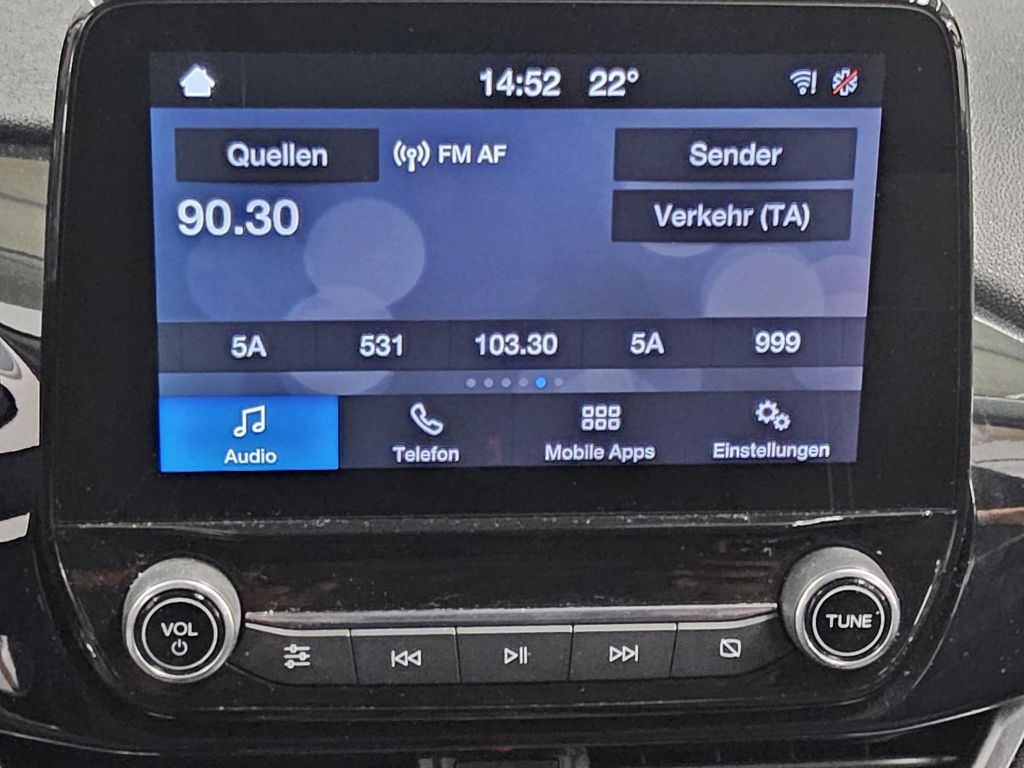 14:52 22°
Quellen FM AF Sender
90.30 Verkehr (TA)
5A 531 103.30 5A 999
Audio Telefon Mobile Apps Einstellungen
VOL TUNE